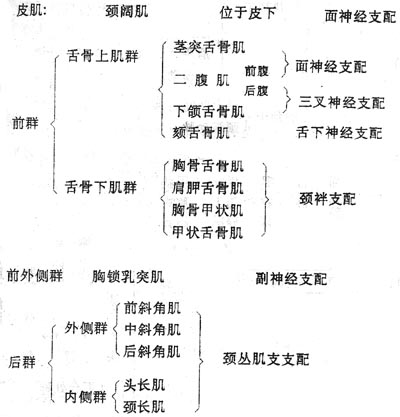 皮肌: 颈阔肌 位于皮下 面神经支配
前群
舌骨上肌群
茎突舌骨肌
二腹肌 前腹 后腹
下颌舌骨肌
颏舌骨肌
面神经支配
三叉神经支配
舌下神经支配
舌骨下肌群
胸骨舌骨肌
肩胛舌骨肌
胸骨甲状肌
甲状舌骨肌
颈袢支配
前外侧群 胸锁乳突肌 副神经支配
后群
外侧群
前斜角肌
中斜角肌
后斜角肌
内侧群
头长肌
颈长肌
颈丛肌支支配